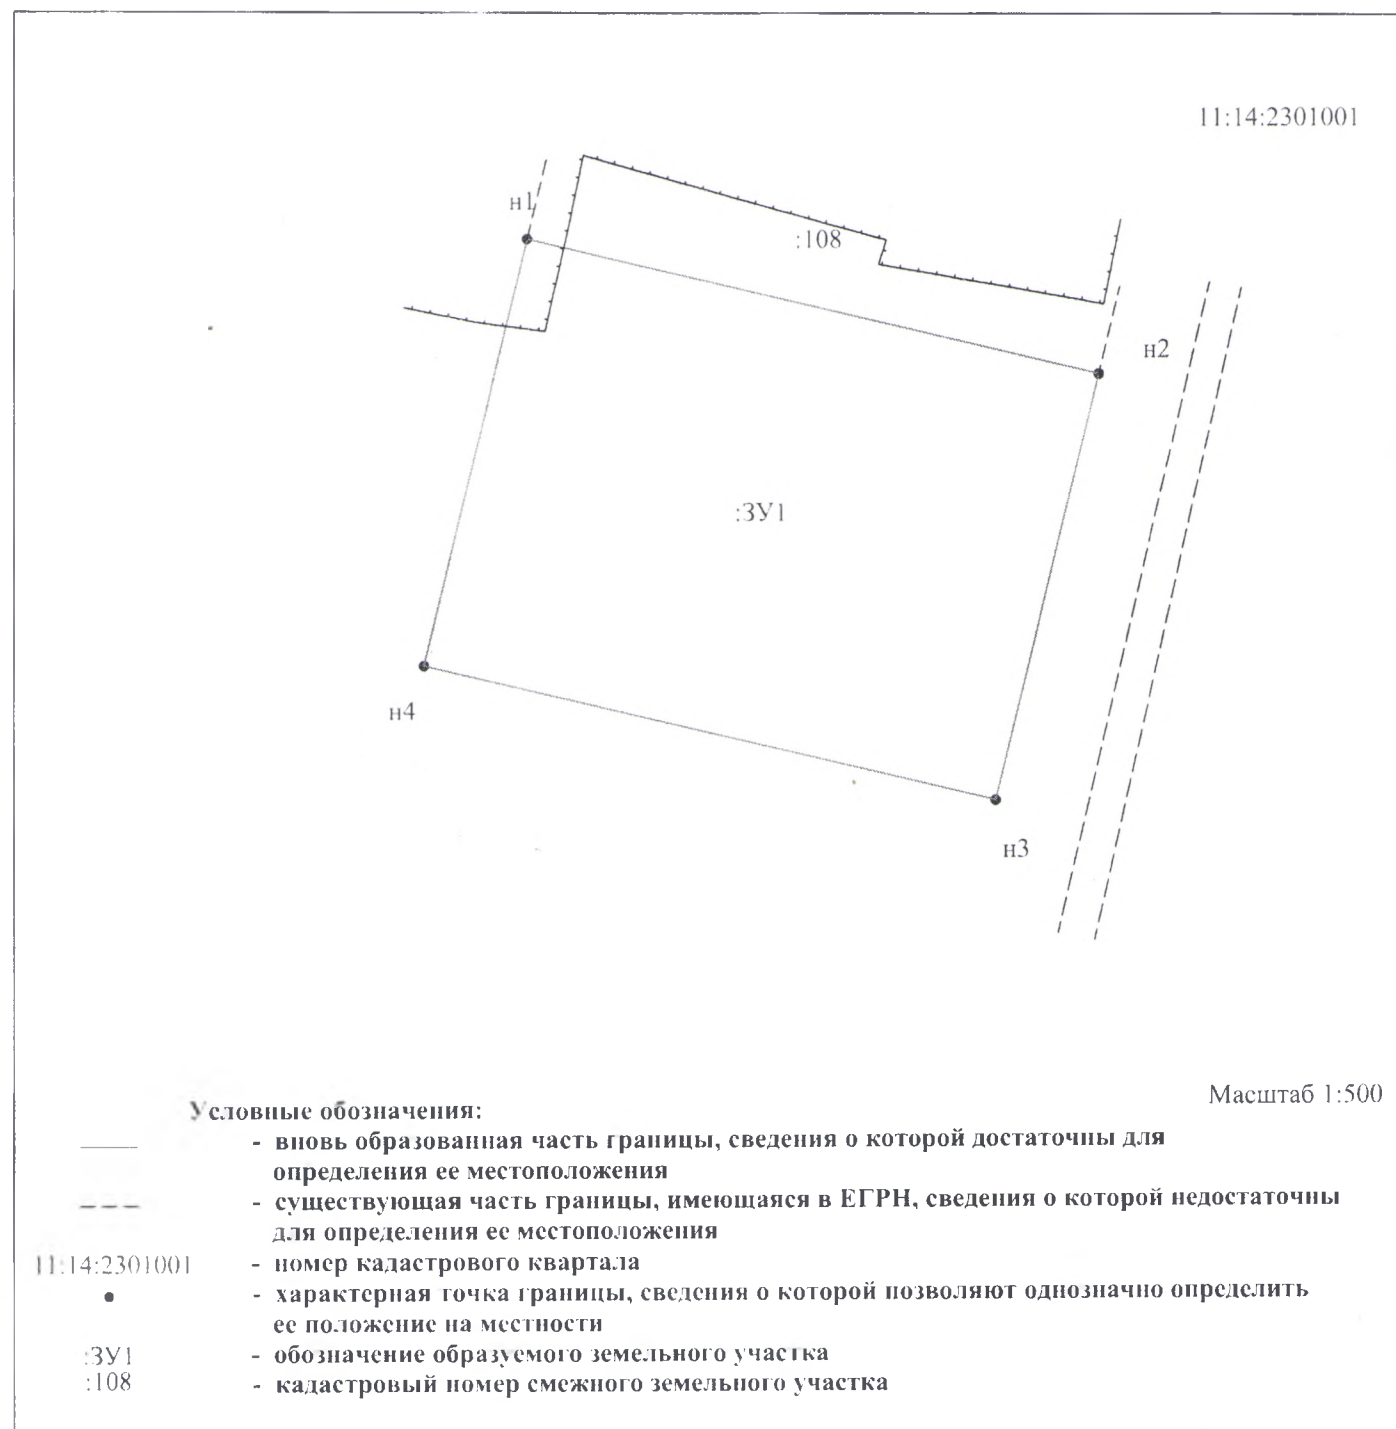 11:14:2301001
н1
:108
н2
:ЗУ1
н4
н3
Масштаб 1:500
Условные обозначения:
- вновь образованная часть границы, сведения о которой достаточны для
определения ее местоположения
- существующая часть границы, имеющаяся в ЕГРН, сведения о которой недостаточны
для определения ее местоположения
11:14:2301001 - номер кадастрового квартала
- характерная точка границы, сведения о которой позволяют однозначно определить
ее положение на местности
:ЗУ1 - обозначение образуемого земельного участка
:108 - кадастровый номер смежного земельного участка